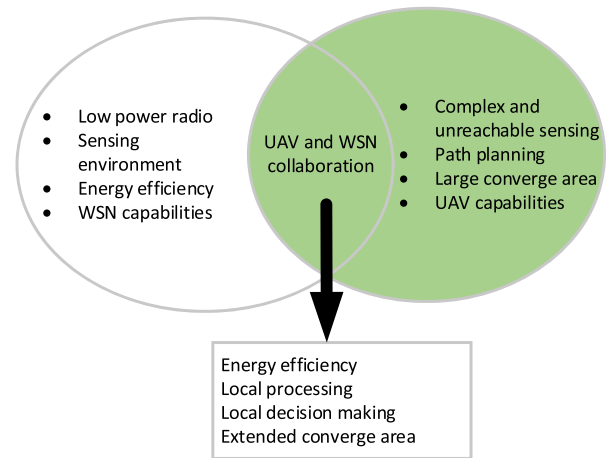 • Low power radio
• Sensing
environment
• Energy efficiency
• WSN capabilities
UAV and WSN
collaboration
• Complex and
unreachable sensing
• Path planning
• Large converge area
• UAV capabilities
Energy efficiency
Local processing
Local decision making
Extended converge area